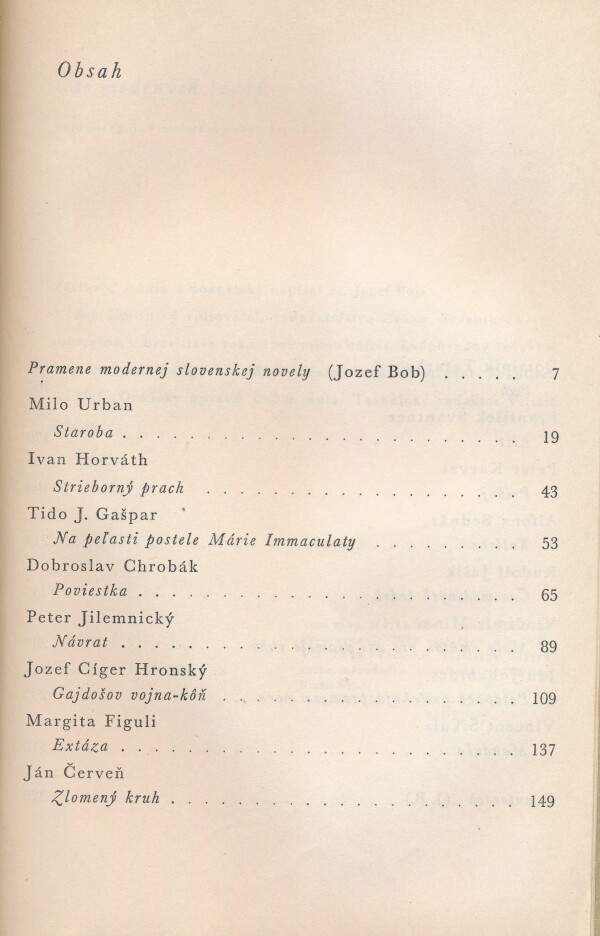 Obsah
Pramene modernej slovenskej novely (Jozef Bob) . . . . . 7
Milo Urban
Staroba . . . . . . . . . . . . . . . . . . 19
Ivan Horváth
Strieborný prach . . . . . . . . . . . . . . 43
Tido J. Gašpar
Na peľasti postele Márie Immaculaty . . . . . . . 53
Dobroslav Chrobák
Poviestka . . . . . . . . . . . . . . . . . 65
Peter Jilemnický
Návrat . . . . . . . . . . . . . . . . . . 89
Jozef Cíger Hronský
Gajdošov vojna-kôň . . . . . . . . . . . . . 109
Margita Figuli
Extáza . . . . . . . . . . . . . . . . . . 137
Ján Červeň
Zlomený kruh . . . . . . . . . . . . . . . . 149